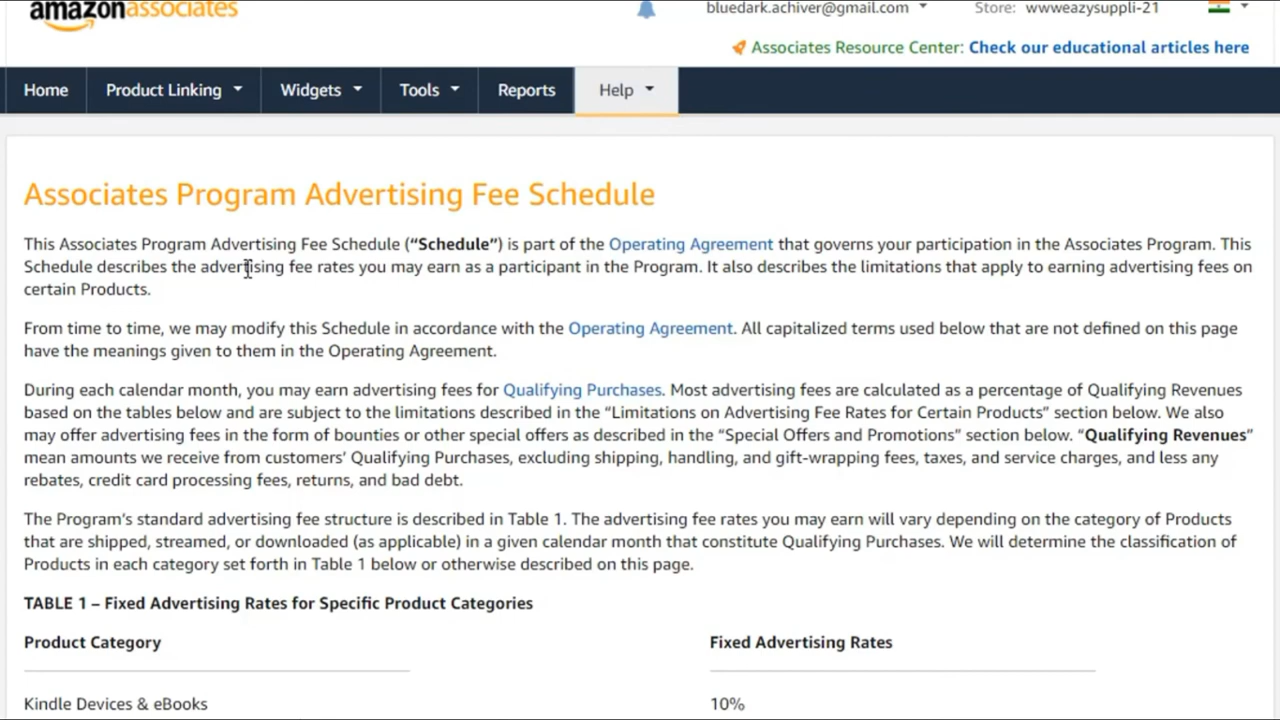 amazonassociates
bluedark.achiver@gmail.com Store: wwweazysuppli-21
Associates Resource Center: Check our educational articles here
Home Product Linking Widgets Tools Reports Help
Associates Program Advertising Fee Schedule
This Associates Program Advertising Fee Schedule (“Schedule”) is part of the Operating Agreement that governs your participation in the Associates Program. This
Schedule describes the advertising fee rates you may earn as a participant in the Program. It also describes the limitations that apply to earning advertising fees on
certain Products.
From time to time, we may modify this Schedule in accordance with the Operating Agreement. All capitalized terms used below that are not defined on this page
have the meanings given to them in the Operating Agreement.
During each calendar month, you may earn advertising fees for Qualifying Purchases. Most advertising fees are calculated as a percentage of Qualifying Revenues
based on the tables below and are subject to the limitations described in the “Limitations on Advertising Fee Rates for Certain Products” section below. We also
may offer advertising fees in the form of bounties or other special offers as described in the “Special Offers and Promotions” section below. “Qualifying Revenues”
mean amounts we receive from customers’ Qualifying Purchases, excluding shipping, handling, and gift-wrapping fees, taxes, and service charges, and less any
rebates, credit card processing fees, returns, and bad debt.
The Program’s standard advertising fee structure is described in Table 1. The advertising fee rates you may earn will vary depending on the category of Products
that are shipped, streamed, or downloaded (as applicable) in a given calendar month that constitute Qualifying Purchases. We will determine the classification of
Products in each category set forth in Table 1 below or otherwise described on this page.
TABLE 1 – Fixed Advertising Rates for Specific Product Categories
Product Category Fixed Advertising Rates
Kindle Devices & eBooks 10%